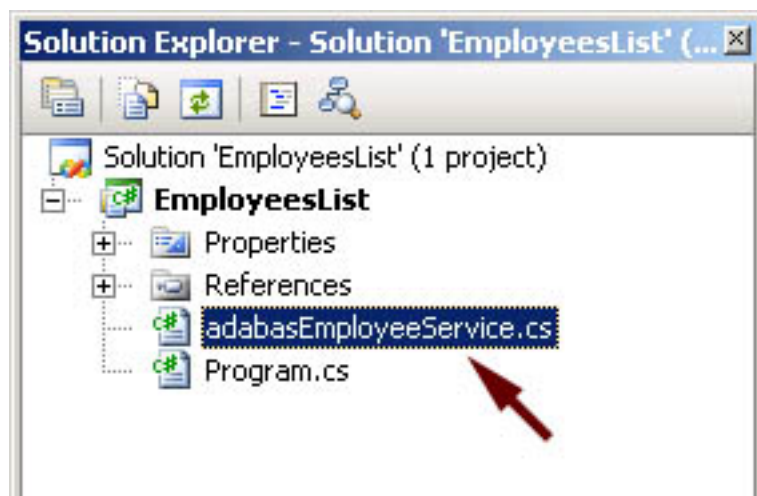 Solution Explorer - Solution 'EmployeesList' (...
Solution 'EmployeesList' (1 project)
EmployeesList
Properties
References
adabasEmployeeService.cs
Program.cs